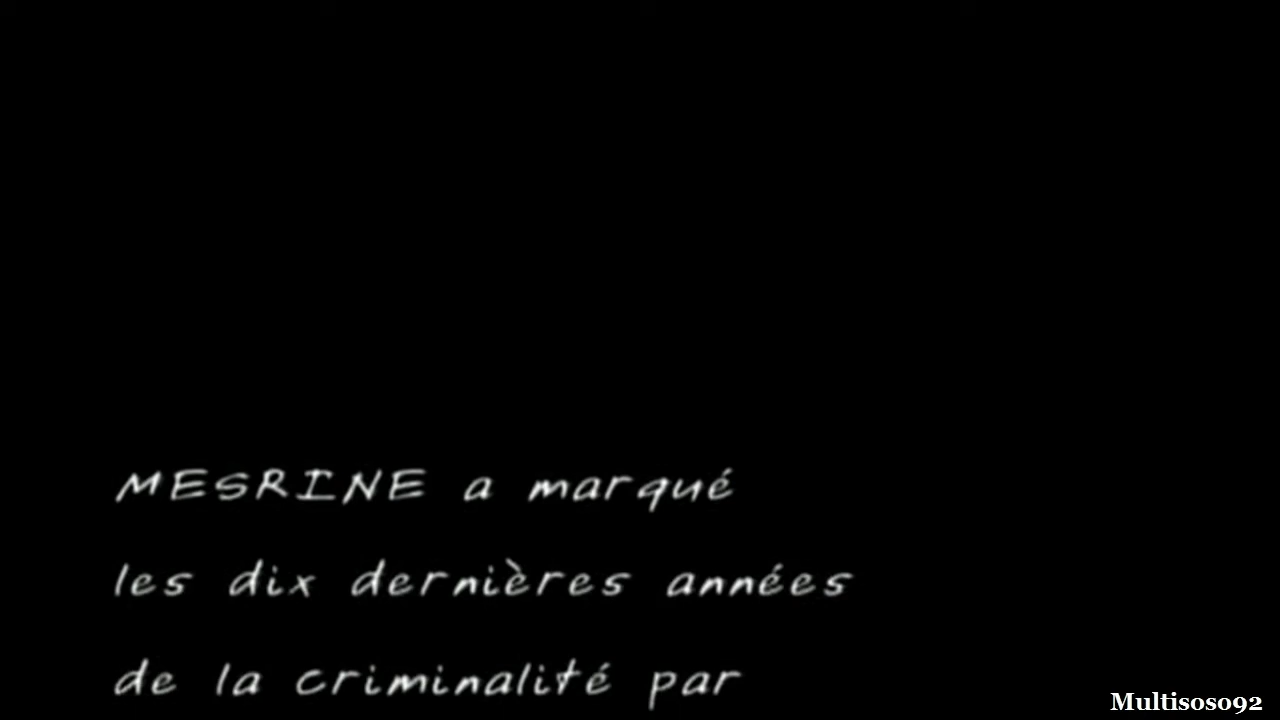 MESRINE a marqué
les dix dernières années
de la criminalité par
Multisoso92